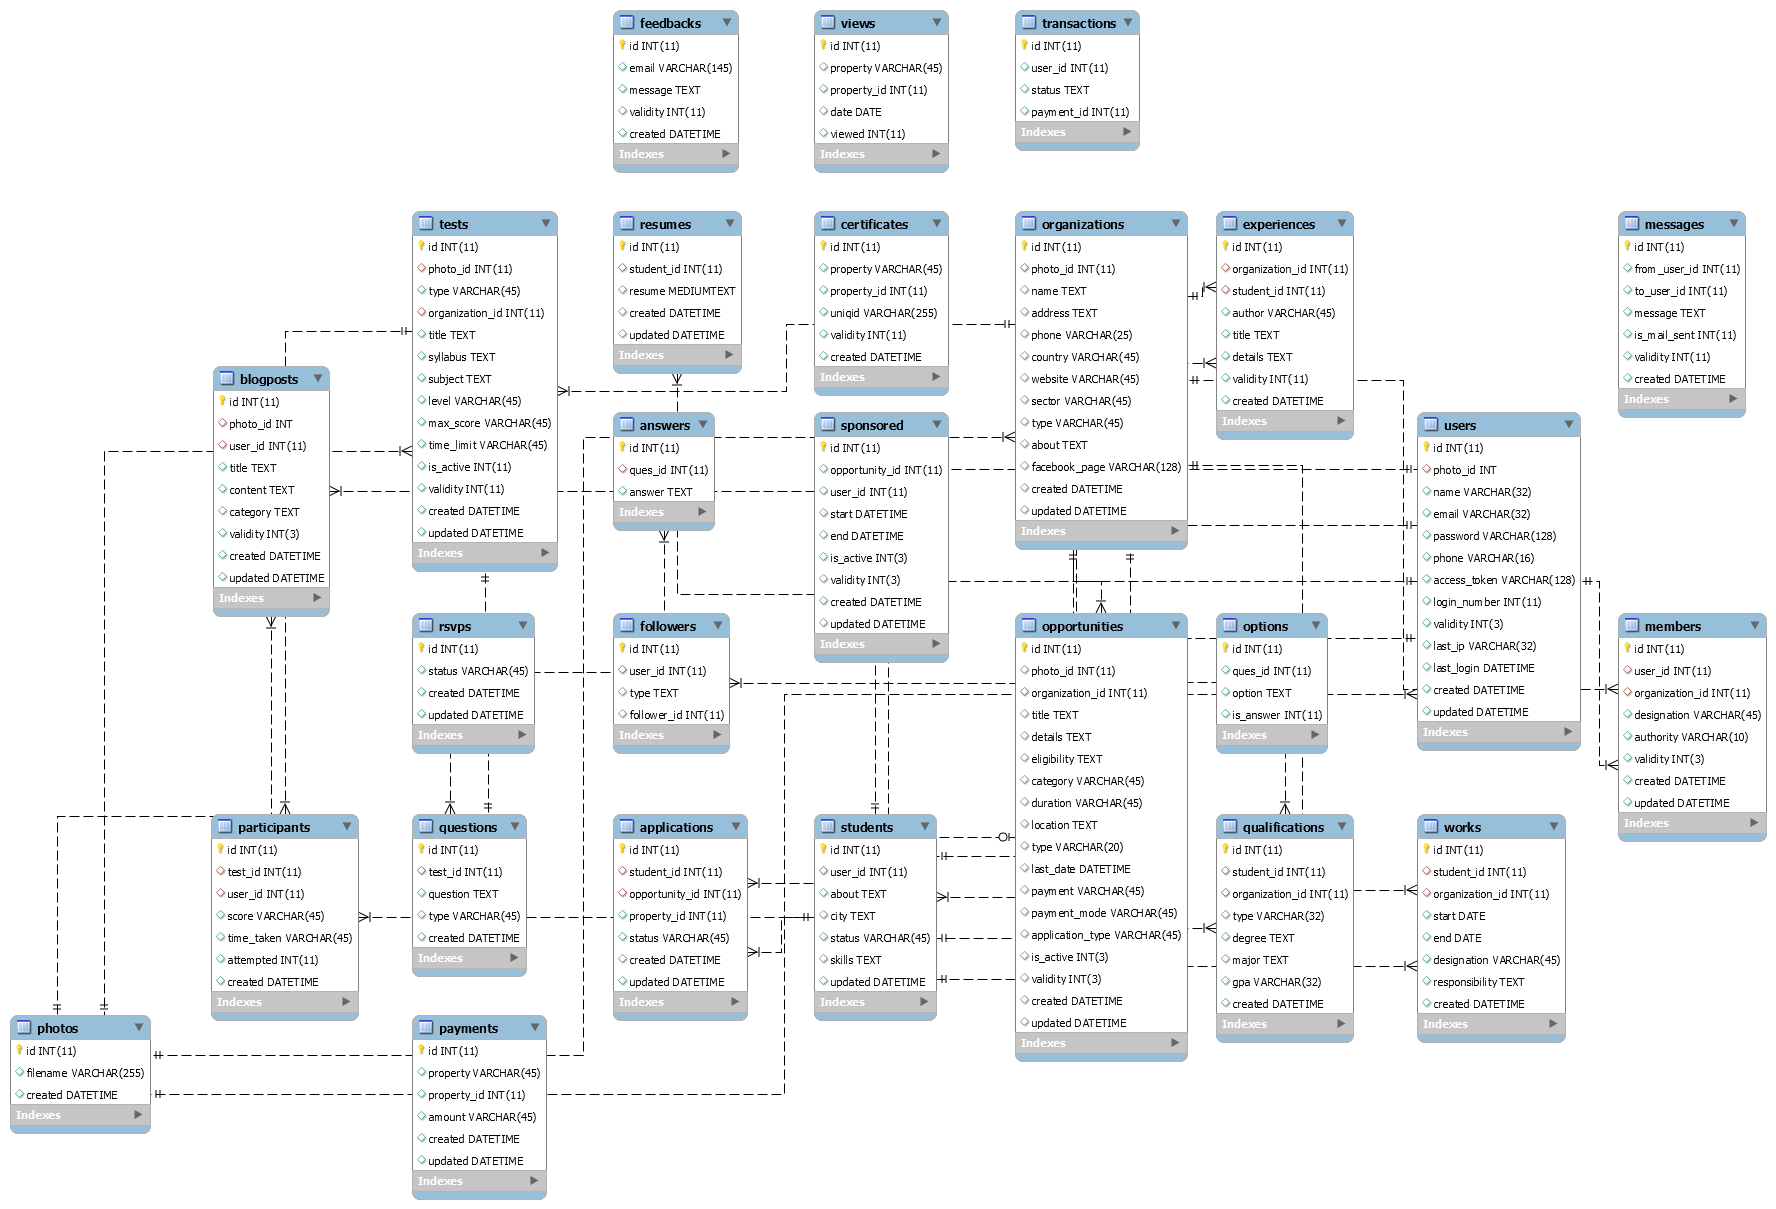 feedbacks
id INT(11)
email VARCHAR(145)
message TEXT
validity INT(11)
created DATETIME
Indexes
views
id INT(11)
property VARCHAR(45)
property_id INT(11)
date DATE
viewed INT(11)
Indexes
transactions
id INT(11)
user_id INT(11)
status TEXT
payment_id INT(11)
Indexes
tests
id INT(11)
photo_id INT(11)
type VARCHAR(45)
organization_id INT(11)
title TEXT
syllabus TEXT
subject TEXT
level VARCHAR(45)
max_score VARCHAR(45)
time_limit VARCHAR(45)
is_active INT(11)
validity INT(11)
created DATETIME
updated DATETIME
Indexes
resumes
id INT(11)
student_id INT(11)
resume MEDIUMTEXT
created DATETIME
updated DATETIME
Indexes
certificates
id INT(11)
property VARCHAR(45)
property_id INT(11)
uniqid VARCHAR(255)
validity INT(11)
created DATETIME
Indexes
organizations
id INT(11)
photo_id INT(11)
name TEXT
address TEXT
phone VARCHAR(25)
country VARCHAR(45)
website VARCHAR(45)
sector VARCHAR(45)
type VARCHAR(45)
about TEXT
facebook_page VARCHAR(128)
created DATETIME
updated DATETIME
Indexes
experiences
id INT(11)
organization_id INT(11)
student_id INT(11)
author VARCHAR(45)
title TEXT
details TEXT
validity INT(11)
created DATETIME
Indexes
messages
id INT(11)
from_user_id INT(11)
to_user_id INT(11)
message TEXT
is_mail_sent INT(11)
validity INT(11)
created DATETIME
Indexes
blogposts
id INT(11)
photo_id INT
user_id INT(11)
title TEXT
content TEXT
category TEXT
validity INT(3)
created DATETIME
updated DATETIME
Indexes
answers
id INT(11)
ques_id INT(11)
answer TEXT
Indexes
sponsored
id INT(11)
opportunity_id INT(11)
user_id INT(11)
start DATETIME
end DATETIME
is_active INT(3)
validity INT(3)
created DATETIME
updated DATETIME
Indexes
users
id INT(11)
photo_id INT
name VARCHAR(32)
email VARCHAR(32)
password VARCHAR(128)
phone VARCHAR(16)
access_token VARCHAR(128)
login_number INT(11)
validity INT(3)
last_ip VARCHAR(32)
last_login DATETIME
created DATETIME
updated DATETIME
Indexes
rsvps
id INT(11)
status VARCHAR(45)
created DATETIME
updated DATETIME
Indexes
followers
id INT(11)
user_id INT(11)
type TEXT
follower_id INT(11)
Indexes
opportunities
id INT(11)
photo_id INT(11)
organization_id INT(11)
title TEXT
details TEXT
eligibility TEXT
category VARCHAR(45)
duration VARCHAR(45)
location TEXT
type VARCHAR(20)
last_date DATETIME
payment VARCHAR(45)
payment_mode VARCHAR(45)
application_type VARCHAR(45)
is_active INT(3)
validity INT(3)
created DATETIME
updated DATETIME
Indexes
options
id INT(11)
ques_id INT(11)
option TEXT
is_answer INT(11)
Indexes
members
id INT(11)
user_id INT(11)
organization_id INT(11)
designation VARCHAR(45)
authority VARCHAR(10)
validity INT(3)
created DATETIME
updated DATETIME
Indexes
participants
id INT(11)
test_id INT(11)
user_id INT(11)
score VARCHAR(45)
time_taken VARCHAR(45)
attempted INT(11)
created DATETIME
Indexes
questions
id INT(11)
test_id INT(11)
question TEXT
type VARCHAR(45)
created DATETIME
Indexes
applications
id INT(11)
student_id INT(11)
opportunity_id INT(11)
property_id INT(11)
status VARCHAR(45)
created DATETIME
updated DATETIME
Indexes
students
id INT(11)
user_id INT(11)
about TEXT
city TEXT
status VARCHAR(45)
skills TEXT
updated DATETIME
Indexes
qualifications
id INT(11)
student_id INT(11)
organization_id INT(11)
type VARCHAR(32)
degree TEXT
major TEXT
gpa VARCHAR(32)
created DATETIME
Indexes
works
id INT(11)
student_id INT(11)
organization_id INT(11)
start DATE
end DATE
designation VARCHAR(45)
responsibility TEXT
created DATETIME
Indexes
photos
id INT(11)
filename VARCHAR(255)
created DATETIME
Indexes
payments
id INT(11)
property VARCHAR(45)
property_id INT(11)
amount VARCHAR(45)
created DATETIME
updated DATETIME
Indexes